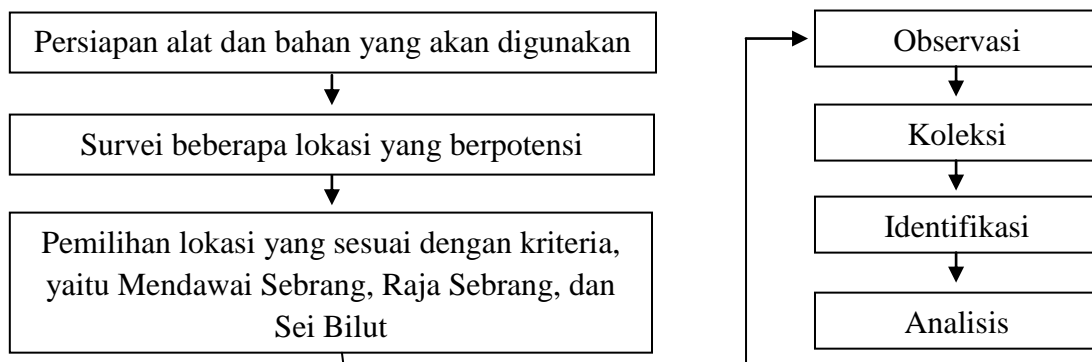 Persiapan alat dan bahan yang akan digunakan
Survei beberapa lokasi yang berpotensi
Pemilihan lokasi yang sesuai dengan kriteria,
yaitu Mendawai Sebrang, Raja Sebrang, dan
Sei Bilut
Observasi
Koleksi
Identifikasi
Analisis